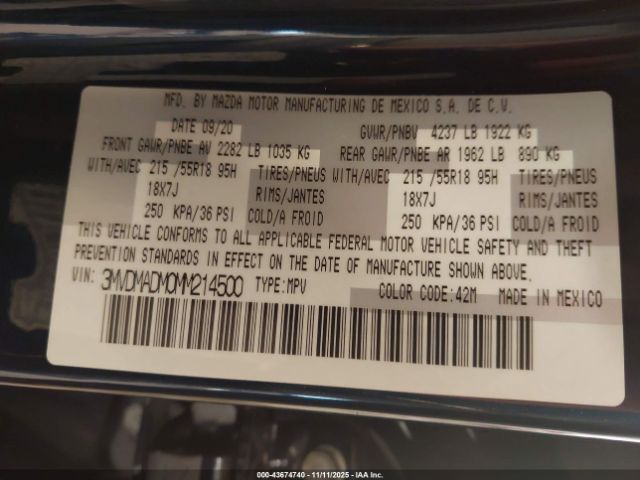 MFD. BY MAZDA MOTOR MANUFACTURING DE MEXICO S.A. DE C.V.
DATE 09/20 GVWR/PNBV 4237 LB 1922 KG
FRONT GAWR/PNBE AV 2282 LB 1035 KG REAR GAWR/PNBE AR 1962 LB 890 KG
WITH/AVEC 215 /55R18 95H TIRES/PNEUS WITH/AVEC 215 /55R18 95H TIRES/PNEUS
18X7J RIMS/JANTES 18X7J RIMS/JANTES
250 KPA/36 PSI COLD/A FROID 250 KPA/36 PSI COLD/A FROID
THIS VEHICLE CONFORMS TO ALL APPLICABLE FEDERAL MOTOR VEHICLE SAFETY AND THEFT
PREVENTION STANDARDS IN EFFECT ON THE DATE OF MANUFACTURE SHOWN ABOVE.
VIN: 3MVDMADM0MM214500 TYPE:MPV COLOR CODE:42M MADE IN MEXICO
000-43674740 - 11/11/2025 - IAA Inc.